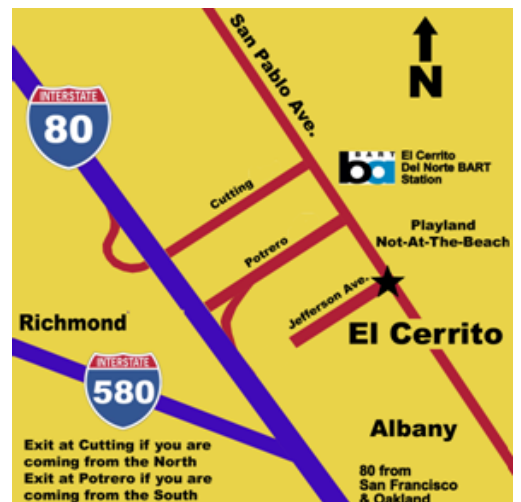 San Pablo Ave.
N
INTERSTATE
80
BART
ba
El Cerrito
Del Norte BART
Station
Cutting
Playland
Not-At-The-Beach
Potrero
Jefferson Ave.
Richmond
El Cerrito
INTERSTATE
580
Albany
Exit at Cutting if you are
coming from the North
Exit at Potrero if you are
coming from the South
80 from
San Francisco
& Oakland